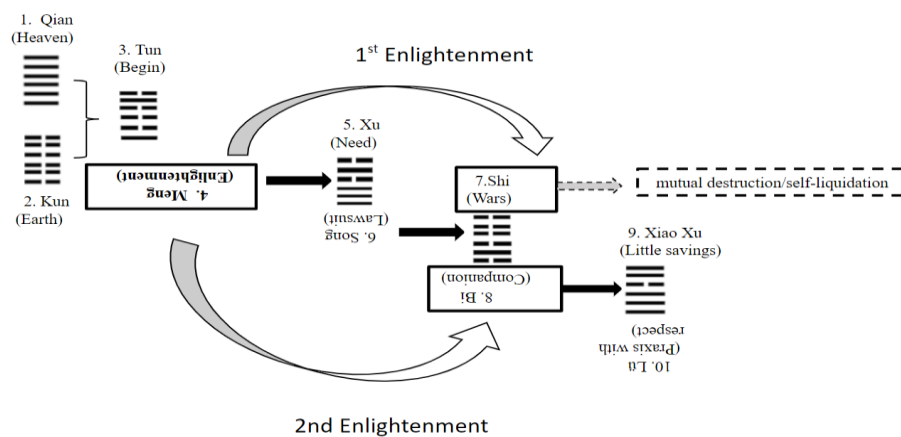 1. Qian
(Heaven)
3. Tun
(Begin)
1st Enlightenment
5. Xu
(Need)
4. Meng
(Enlightenment)
2. Kun
(Earth)
6. Song
(Lawsuit)
7.Shi
(Wars)
mutual destruction/self-liquidation
8. Bi
(Companion)
9. Xiao Xu
(Little savings)
10. Lü
(Praxis with
respect)
2nd Enlightenment